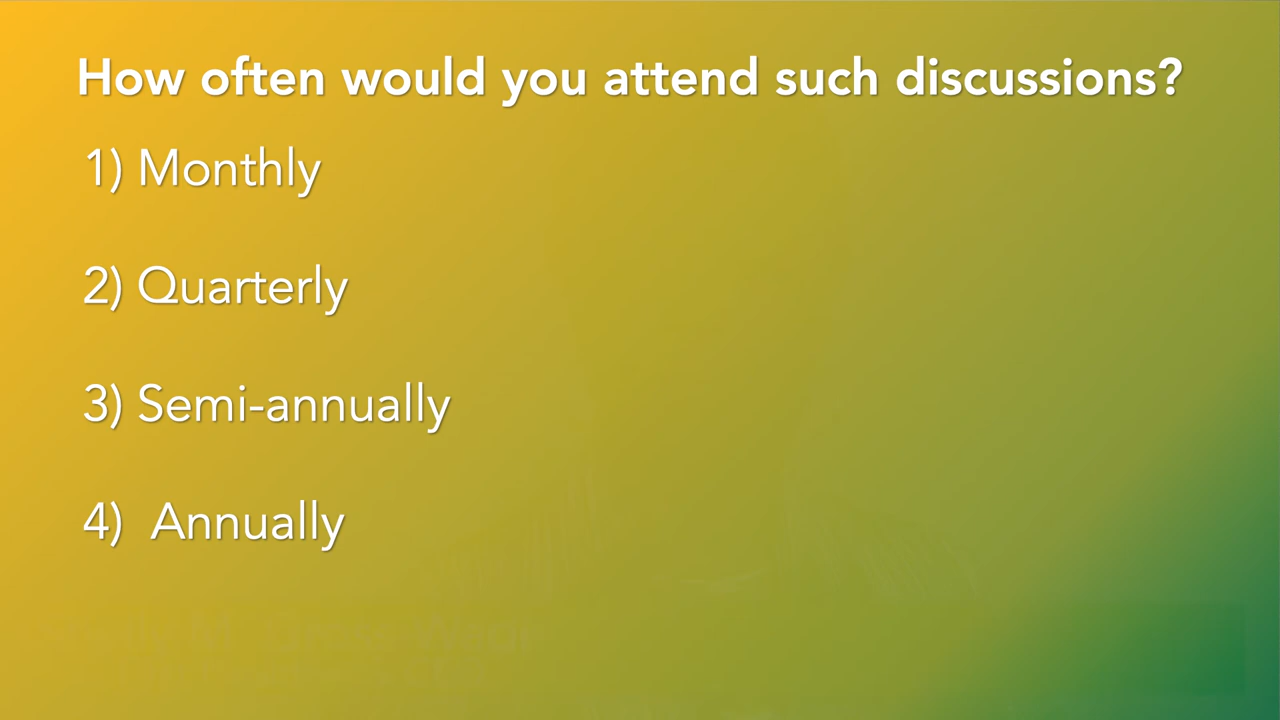 How often would you attend such discussions?
1) Monthly
2) Quarterly
3) Semi-annually
4) Annually